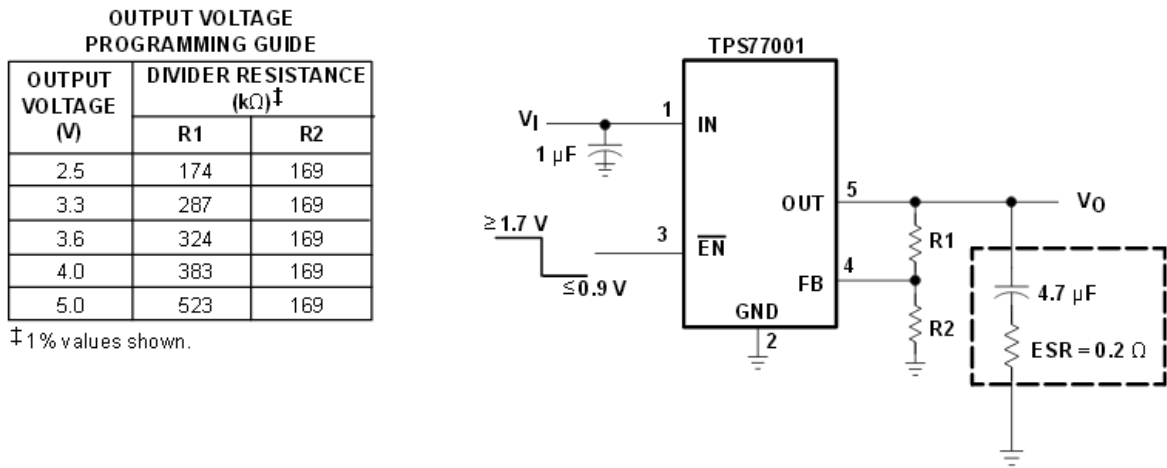 OUTPUT VOLTAGE
PROGRAMMING GUIDE
OUTPUT VOLTAGE (V)
DIVIDER RESISTANCE (kΩ)‡
R1 R2
2.5 174 169
3.3 287 169
3.6 324 169
4.0 383 169
5.0 523 169
‡1% values shown.
TPS77001
VI
1 µF
1
IN
≥1.7 V
≤0.9 V
3
EN
GND
2
OUT
5
FB
4
R1
R2
VO
4.7 µF
ESR = 0.2 Ω